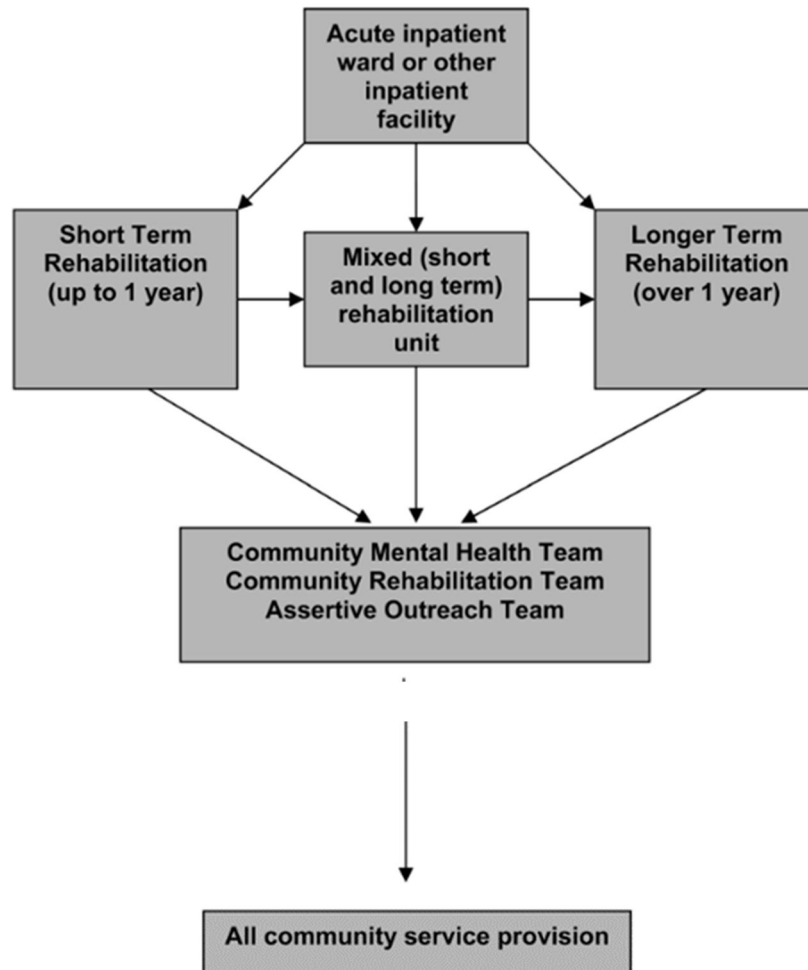 Acute inpatient
ward or other
inpatient
facility
Short Term
Rehabilitation
(up to 1 year)
Mixed (short
and long term)
rehabilitation
unit
Longer Term
Rehabilitation
(over 1 year)
Community Mental Health Team
Community Rehabilitation Team
Assertive Outreach Team
.
All community service provision